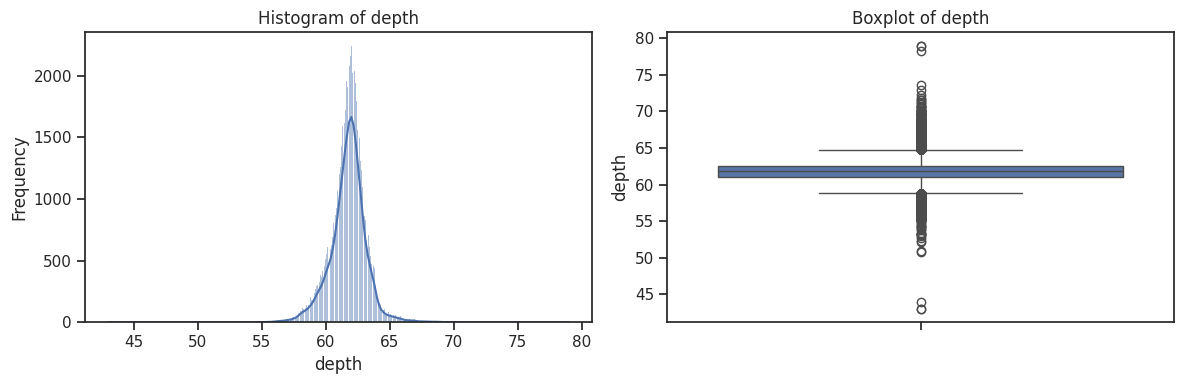 Histogram of depth
2000
1500
1000
500
0
Frequency
45 50 55 60 65 70 75 80
depth
Boxplot of depth
80
75
70
65
60
55
50
45
depth